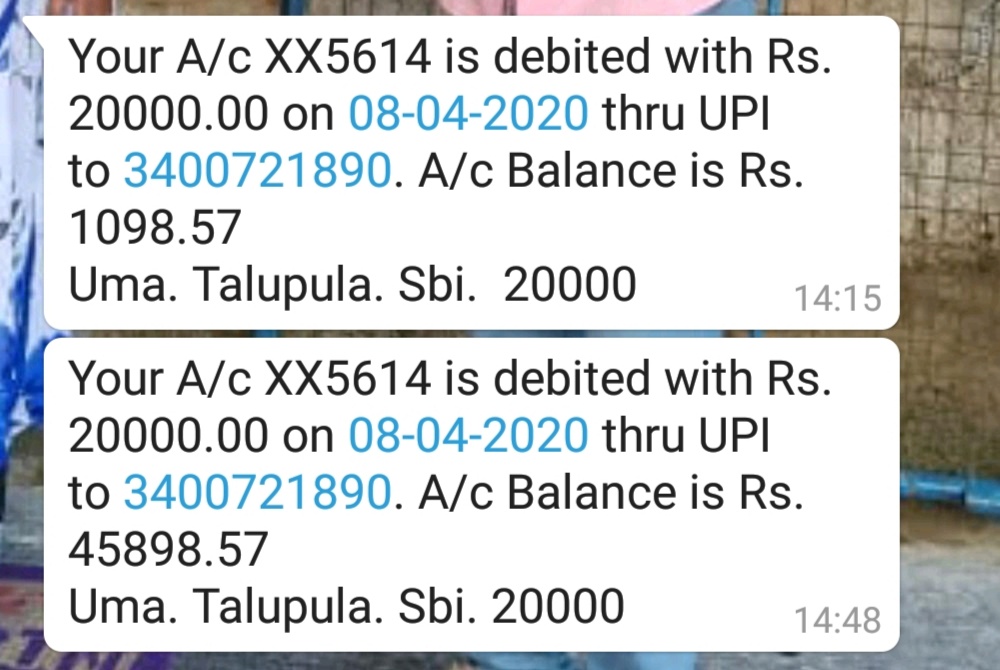 Your A/c XX5614 is debited with Rs.
20000.00 on 08-04-2020 thru UPI
to 3400721890. A/c Balance is Rs.
1098.57
Uma. Talupula. Sbi.  20000
14:15
Your A/c XX5614 is debited with Rs.
20000.00 on 08-04-2020 thru UPI
to 3400721890. A/c Balance is Rs.
45898.57
Uma. Talupula. Sbi. 20000
14:48